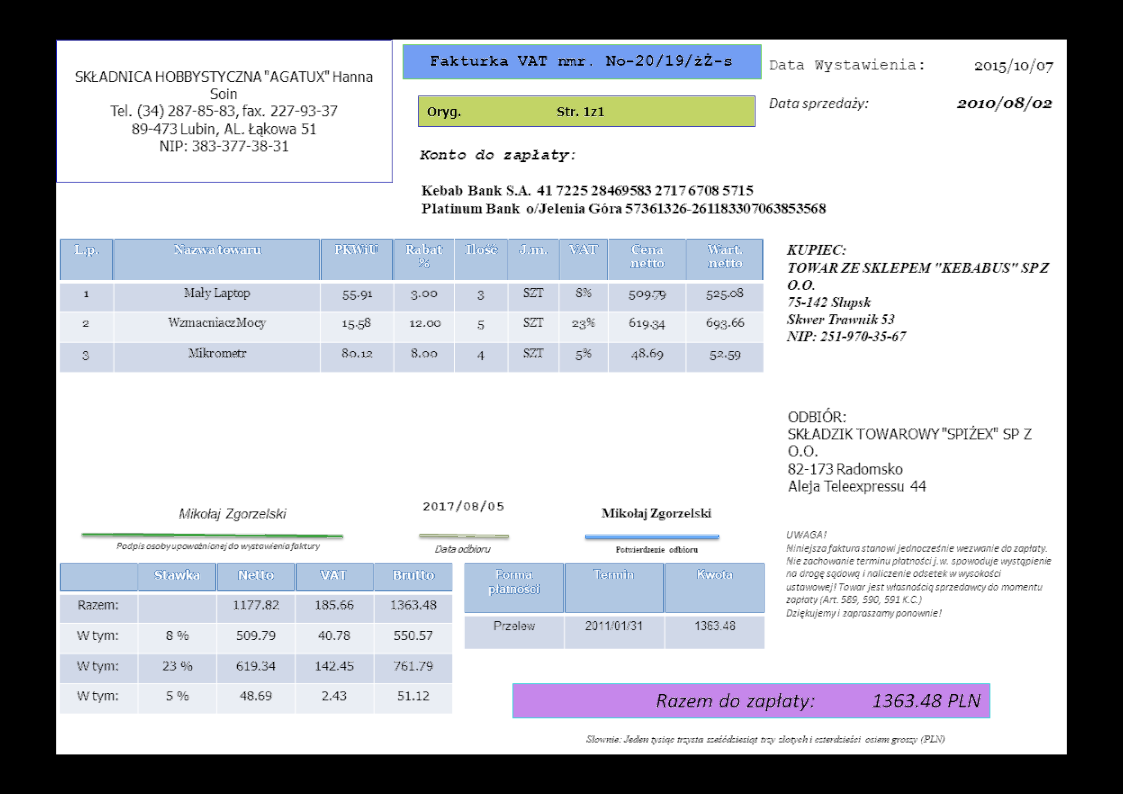 SKŁADNICA HOBBYSTYCZNA "AGATUX" Hanna
Soin
Tel. (34) 287-85-83, fax. 227-93-37
89-473 Lubin, AL. Łąkowa 51
NIP: 383-377-38-31
Fakturka VAT nmr. No-20/19/żŻ-s
Oryg. Str. 1z1
Data Wystawienia: 2015/10/07
Data sprzedaży: 2010/08/02
Konto do zapłaty:
Kebab Bank S.A. 41 7225 28469583 2717 6708 5715
Platinum Bank o/Jelenia Góra 57361326-261183307063853568
L.p. Nazwa towaru PKWiU Rabat % Ilość J.m. VAT Cena netto Wart. netto
1 Mały Laptop 55.91 3.00 3 SZT 8% 509.79 525.08
2 Wzmacniacz Mocy 15.58 12.00 5 SZT 23% 619.34 693.66
3 Mikrometr 80.12 8.00 4 SZT 5% 48.69 52.59
KUPIEC:
TOWAR ZE SKLEPEM "KEBABUS" SP Z
O.O.
75-142 Słupsk
Skwer Trawnik 53
NIP: 251-970-35-67
ODBIÓR:
SKŁADZIK TOWAROWY "SPIŻEX" SP Z
O.O.
82-173 Radomsko
Aleja Teleexpressu 44
Mikołaj Zgorzelski
Podpis osoby upoważnionej do wystawienia faktury
2017/08/05
Data odbioru
Mikołaj Zgorzelski
Potwierdzenie odbioru
UWAGA!
Niniejsza faktura stanowi jednocześnie wezwanie do zapłaty.
Nie zachowanie terminu płatności j.w. spowoduje wystąpienie
na drogę sądową i naliczenie odsetek w wysokości
ustawowej! Towar jest własnością sprzedawcy do momentu
zapłaty (Art. 589, 590, 591 K.C.)
Dziękujemy i zapraszamy ponownie!
Stawka Netto VAT Brutto
Razem: 1177.82 185.66 1363.48
W tym: 8 % 509.79 40.78 550.57
W tym: 23 % 619.34 142.45 761.79
W tym: 5 % 48.69 2.43 51.12
Forma płatności Termin Kwota
Przelew 2011/01/31 1363.48
Razem do zapłaty: 1363.48 PLN
Słownie: Jeden tysiąc trzysta sześćdziesiąt trzy złotych i czterdzieści osiem groszy (PLN)